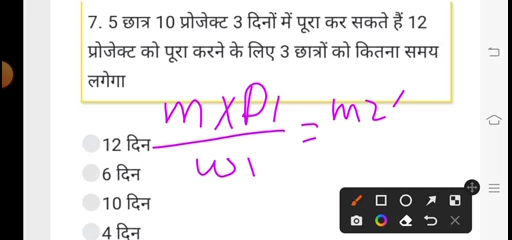 7. 5 छात्र 10 प्रोजेक्ट 3 दिनों में पूरा कर सकते हैं 12
प्रोजेक्ट को पूरा करने के लिए 3 छात्रों को कितना समय
लगेगा
m x D1 = m2'
w1
12 दिन
6 दिन
10 दिन
4 दिन